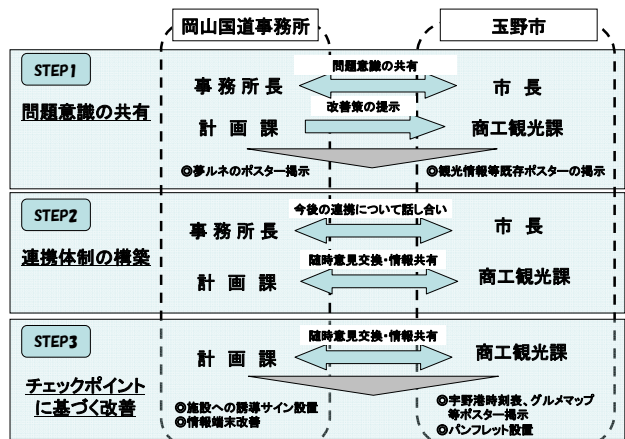 岡山国道事務所
玉野市
STEP1
問題意識の共有
事務所長
問題意識の共有
市長
改善策の提示
計画課
商工観光課
◎夢ルネのポスター掲示
◎観光情報等既存ポスターの掲示
STEP2
連携体制の構築
今後の連携について話し合い
事務所長
市長
随時意見交換・情報共有
計画課
商工観光課
STEP3
チェックポイント
に基づく改善
随時意見交換・情報共有
計画課
商工観光課
◎施設への誘導サイン設置
◎情報端末改善
◎宇野港時刻表、グルメマップ
等ポスター掲示
◎パンフレット設置